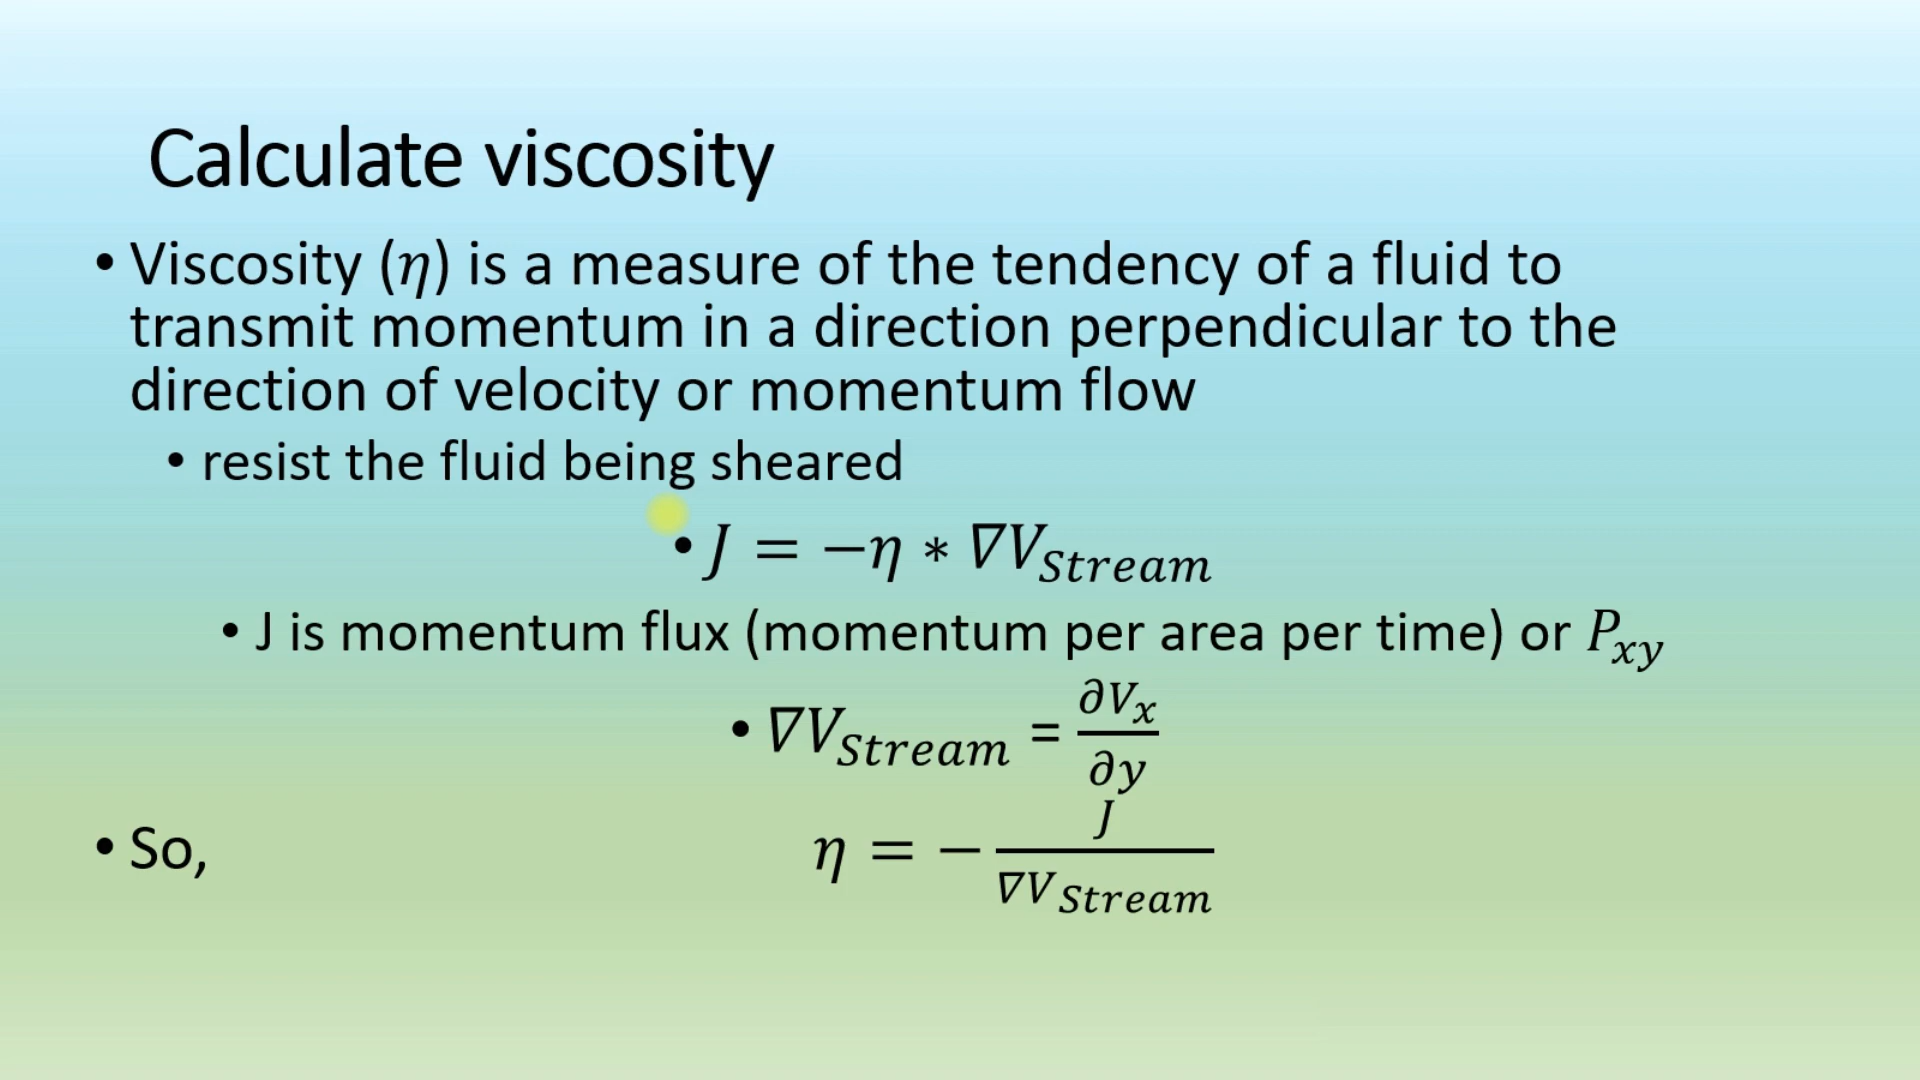 Calculate viscosity
• Viscosity (η) is a measure of the tendency of a fluid to
transmit momentum in a direction perpendicular to the
direction of velocity or momentum flow
• resist the fluid being sheared
• J = −η ∗ ∇V_Stream
• J is momentum flux (momentum per area per time) or P_xy
• ∇V_Stream = ∂V_x / ∂y
• So, η = − J / ∇V_Stream